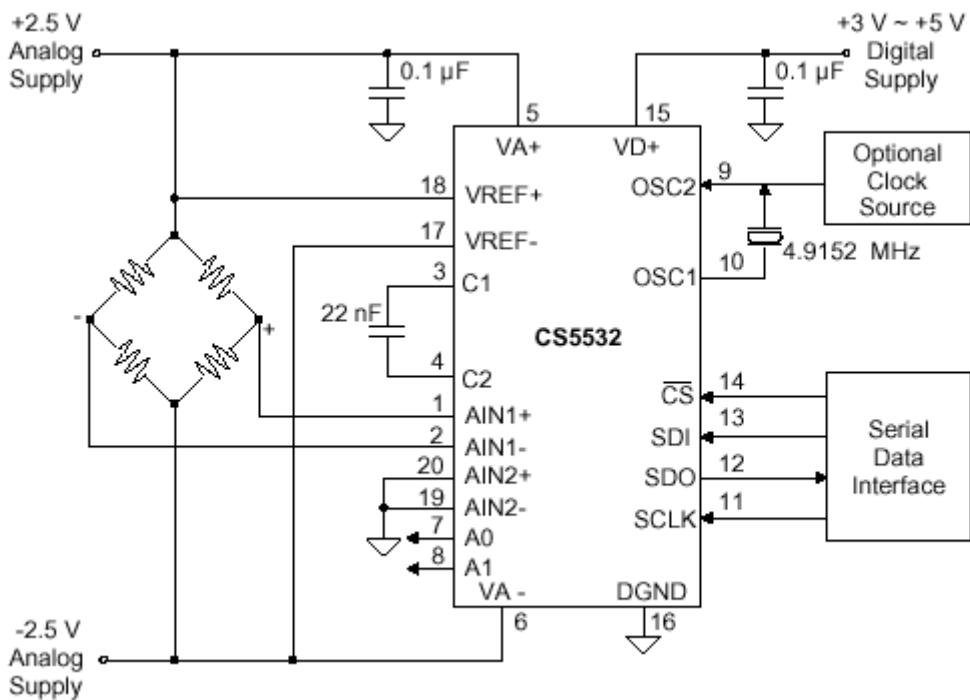 +2.5 V
Analog
Supply
+3 V ~ +5 V
Digital
Supply
0.1 µF
0.1 µF
5
15
VA+
VD+
Optional
Clock
Source
18
VREF+
OSC2
9
17
VREF-
4.9152 MHz
3
C1
OSC1
10
22 nF
CS5532
-
+
4
C2
CS
14
1
AIN1+
2
AIN1-
SDI
13
Serial
Data
Interface
20
AIN2+
SDO
12
19
AIN2-
SCLK
11
7
A0
8
A1
VA -
DGND
6
16
-2.5 V
Analog
Supply